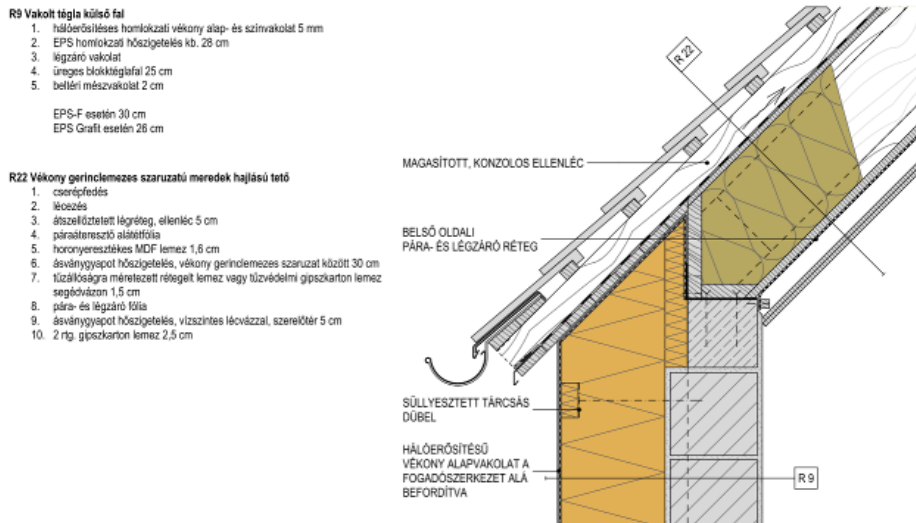 R9 Vakolt tégla külső fal
1. hálóerősítéses homlokzati vékony alap- és színvakolat 5 mm
2. EPS homlokzati hőszigetelés kb. 28 cm
3. légzáró vakolat
4. üreges blokktéglafal 25 cm
5. beltéri mészvakolat 2 cm
EPS-F esetén 30 cm
EPS Grafit esetén 26 cm
R22 Vékony gerinclemezes szaruzatú meredek hajlású tető
1. cserépfedés
2. lécezés
3. átszellőztetett légréteg, ellenléc 5 cm
4. páraáteresztő alátétfólia
5. horonyeresztékes MDF lemez 1,6 cm
6. ásványgyapot hőszigetelés, vékony gerinclemezes szaruzat között 30 cm
7. tűzállóságra méretezett rétegelt lemez vagy tűzvédelmi gipszkarton lemez
segédvázon 1,5 cm
8. pára- és légzáró fólia
9. ásványgyapot hőszigetelés, vízszintes lécvázzal, szerelőtér 5 cm
10. 2 rtg. gipszkarton lemez 2,5 cm
R 22
MAGASÍTOTT, KONZOLOS ELLENLÉC
BELSŐ OLDALI
PÁRA- ÉS LÉGZÁRÓ RÉTEG
SÜLLYESZTETT TÁRCSÁS
DÜBEL
HÁLÓERŐSÍTÉSŰ
VÉKONY ALAPVAKOLAT A
FOGADÓSZERKEZET ALÁ
BEFORDÍTVA
R 9